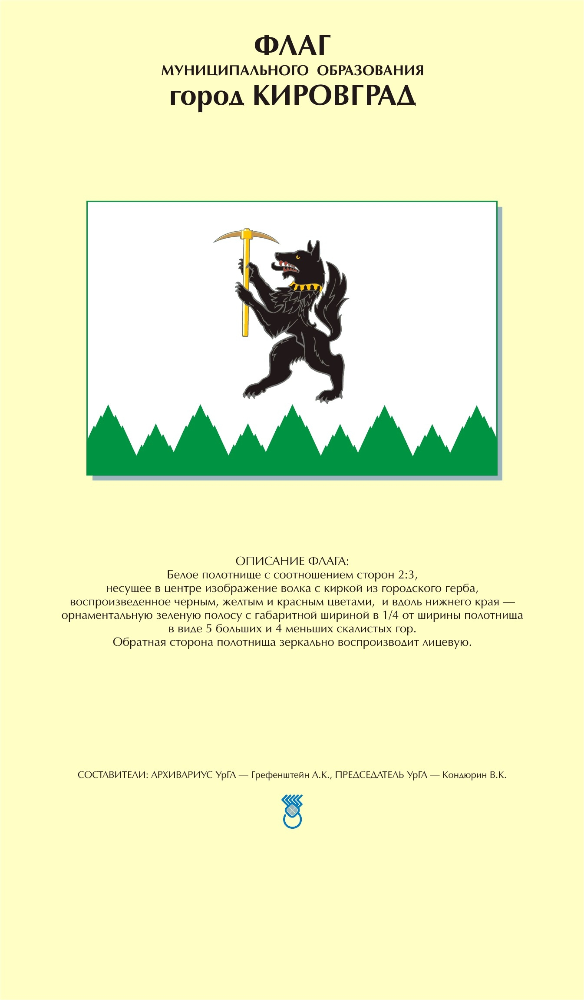 ФЛАГ
МУНИЦИПАЛЬНОГО ОБРАЗОВАНИЯ
город КИРОВГРАД
ОПИСАНИЕ ФЛАГА:
Белое полотнище с соотношением сторон 2:3,
несущее в центре изображение волка с киркой из городского герба,
воспроизведенное черным, желтым и красным цветами, и вдоль нижнего края —
орнаментальную зеленую полосу с габаритной шириной в 1/4 от ширины полотнища
в виде 5 больших и 4 меньших скалистых гор.
Обратная сторона полотнища зеркально воспроизводит лицевую.
СОСТАВИТЕЛИ: АРХИВАРИУС УрГА — Грефенштейн А.К., ПРЕДСЕДАТЕЛЬ УрГА — Кондюрин В.К.